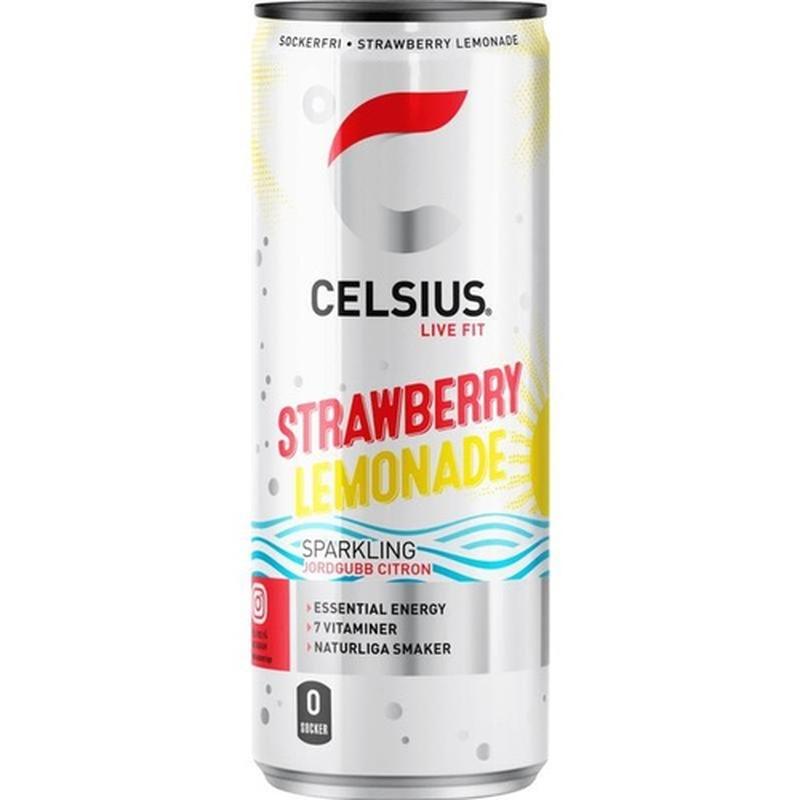 SOCKERFRI • STRAWBERRY LEMONADE
CELSIUS®
LIVE FIT
STRAWBERRY
LEMONADE
SPARKLING
JORDGUBB CITRON
ESSENTIAL ENERGY
7 VITAMINER
NATURLIGA SMAKER
0
SOCKER